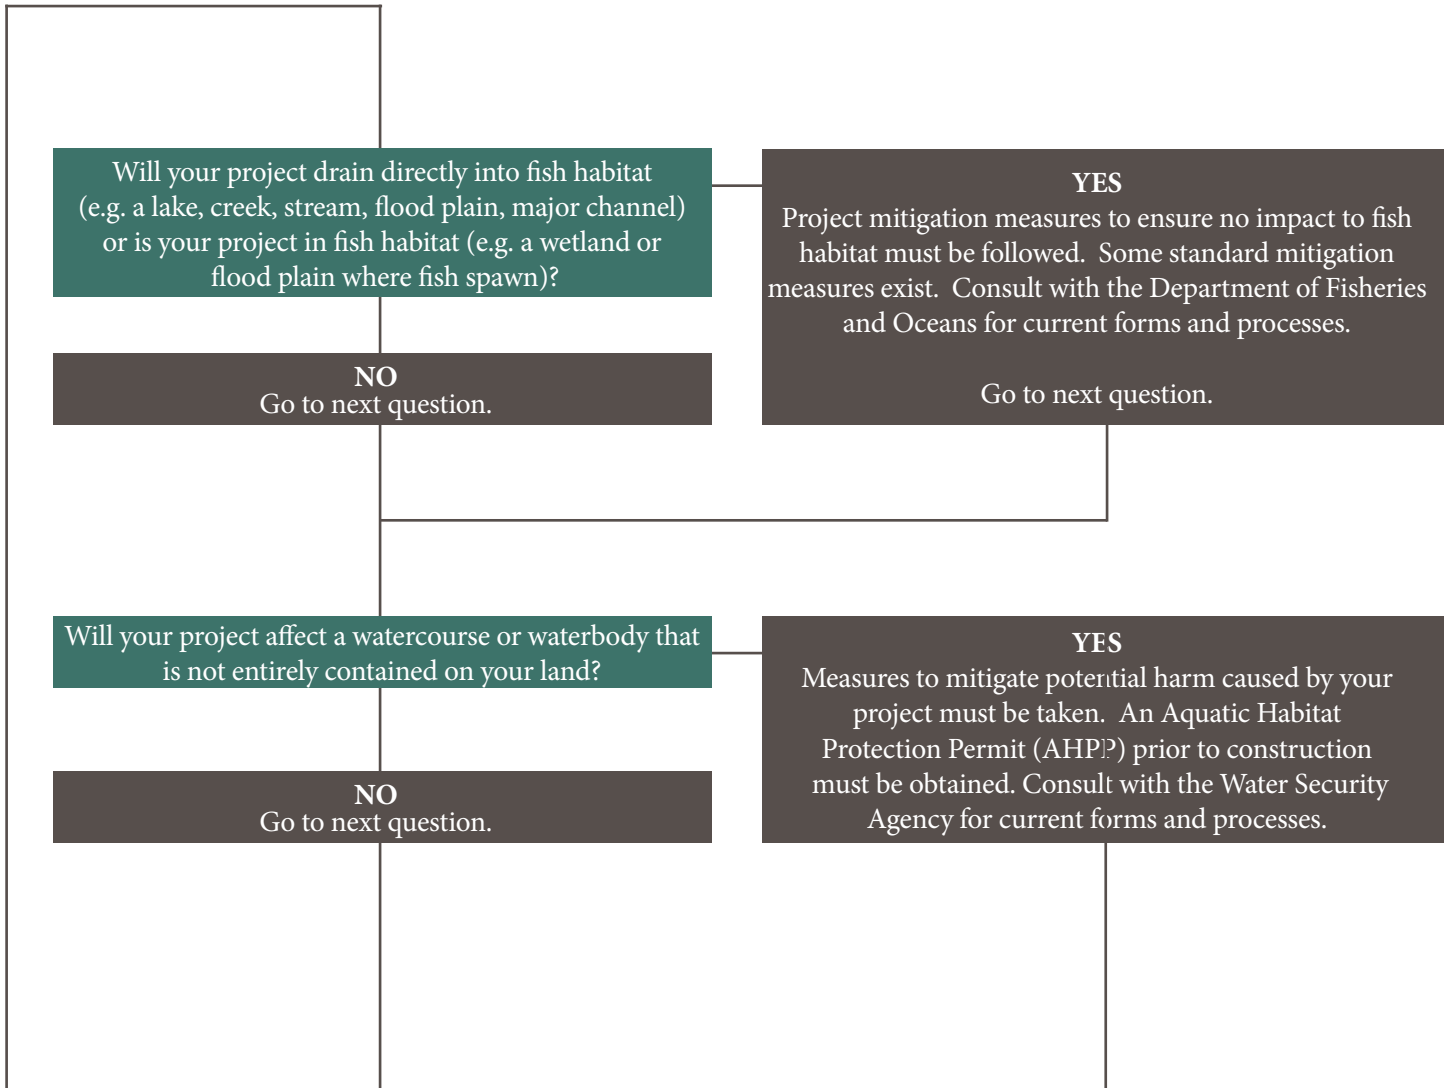 Will your project drain directly into fish habitat
(e.g. a lake, creek, stream, flood plain, major channel)
or is your project in fish habitat (e.g. a wetland or
flood plain where fish spawn)?
YES
Project mitigation measures to ensure no impact to fish
habitat must be followed.  Some standard mitigation
measures exist.  Consult with the Department of Fisheries
and Oceans for current forms and processes.
Go to next question.
NO
Go to next question.
Will your project affect a watercourse or waterbody that
is not entirely contained on your land?
YES
Measures to mitigate potential harm caused by your
project must be taken.  An Aquatic Habitat
Protection Permit (AHPP) prior to construction
must be obtained. Consult with the Water Security
Agency for current forms and processes.
NO
Go to next question.